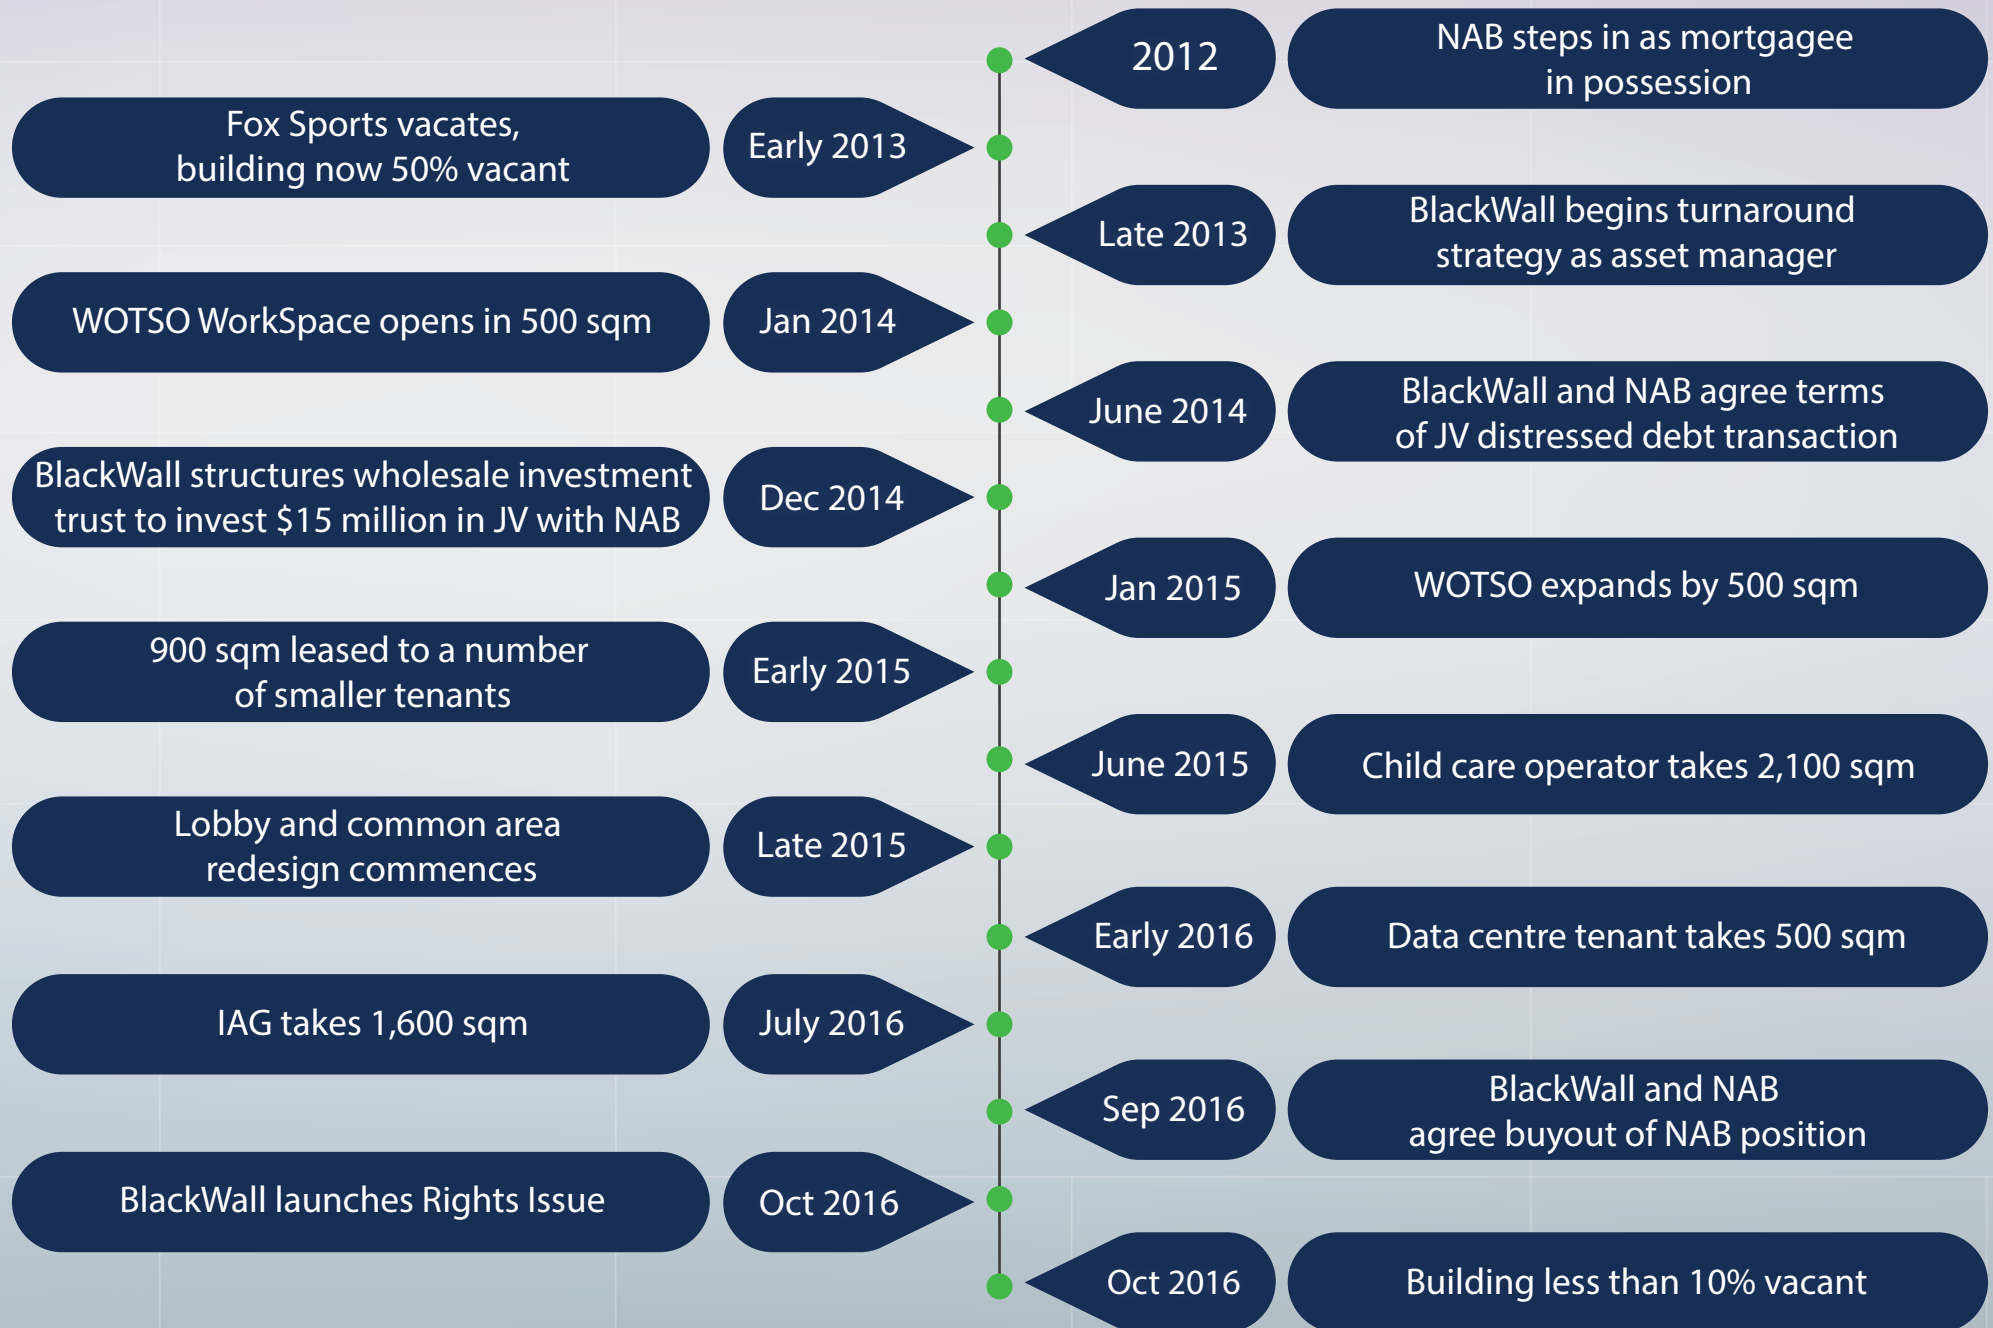 2012
NAB steps in as mortgagee
in possession
Early 2013
Fox Sports vacates,
building now 50% vacant
Late 2013
BlackWall begins turnaround
strategy as asset manager
Jan 2014
WOTSO WorkSpace opens in 500 sqm
June 2014
BlackWall and NAB agree terms
of JV distressed debt transaction
Dec 2014
BlackWall structures wholesale investment
trust to invest $15 million in JV with NAB
Jan 2015
WOTSO expands by 500 sqm
Early 2015
900 sqm leased to a number
of smaller tenants
June 2015
Child care operator takes 2,100 sqm
Late 2015
Lobby and common area
redesign commences
Early 2016
Data centre tenant takes 500 sqm
July 2016
IAG takes 1,600 sqm
Sep 2016
BlackWall and NAB
agree buyout of NAB position
Oct 2016
BlackWall launches Rights Issue
Oct 2016
Building less than 10% vacant